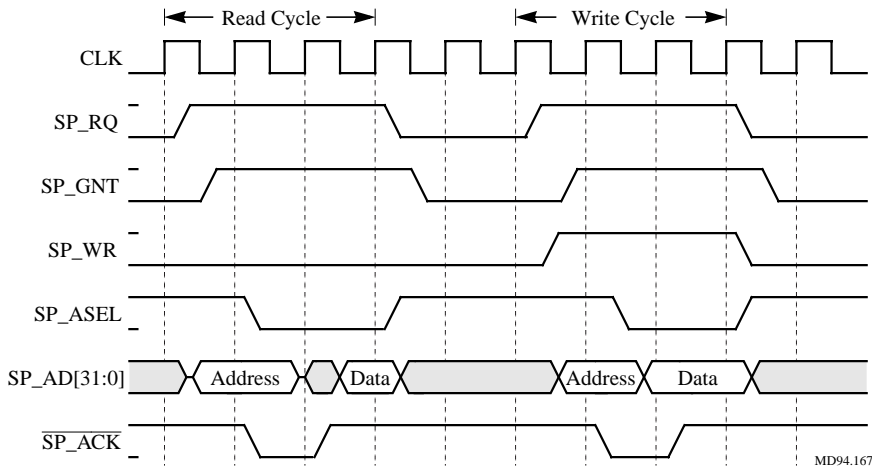 Read Cycle Write Cycle
CLK
SP_RQ
SP_GNT
SP_WR
SP_ASEL
SP_AD[31:0] Address Data Address Data
SP_ACK
MD94.167